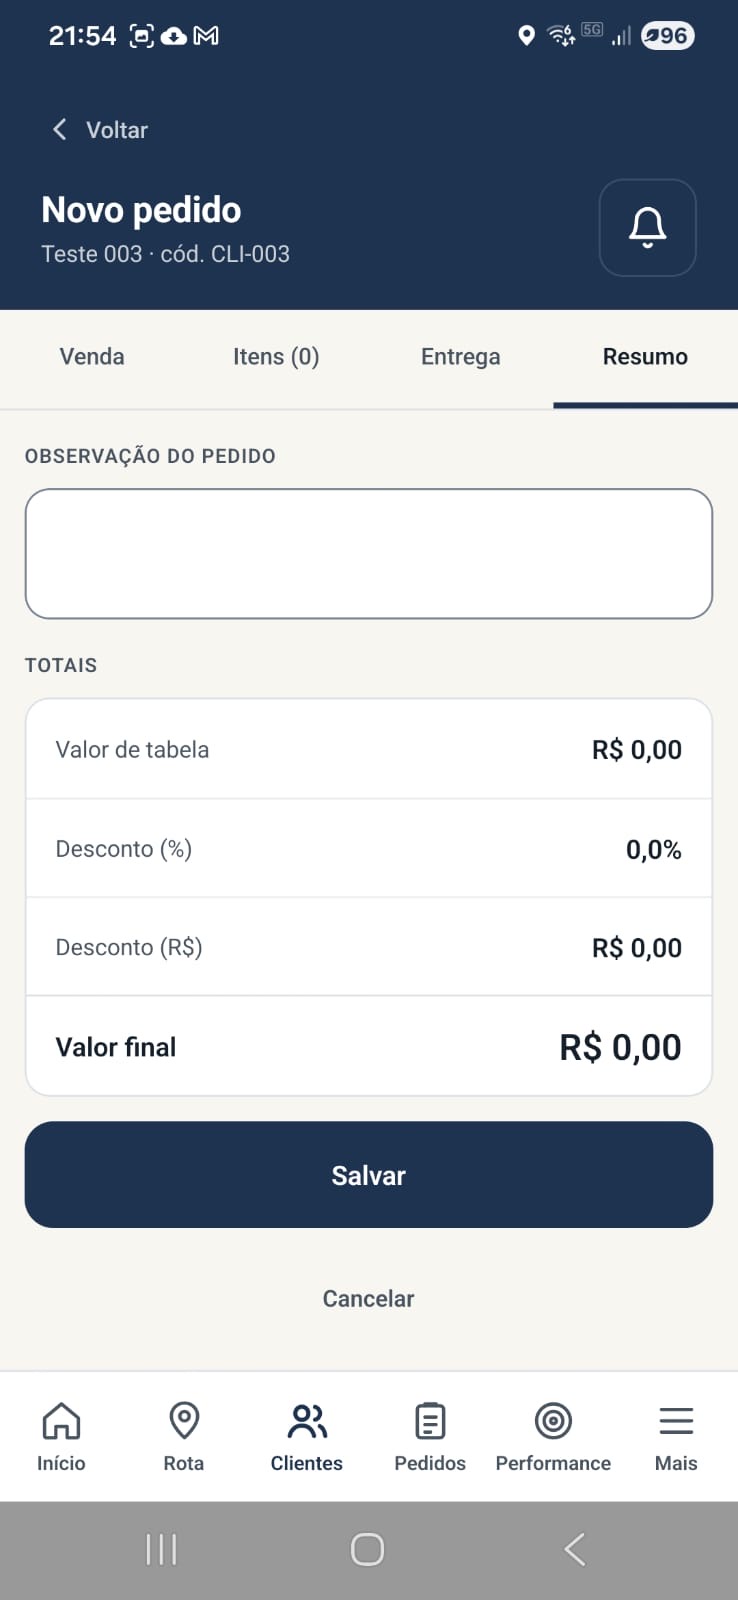 21:54
5G
96
Voltar
Novo pedido
Teste 003 · cód. CLI-003
Venda
Itens (0)
Entrega
Resumo
OBSERVAÇÃO DO PEDIDO
TOTAIS
Valor de tabela R$ 0,00
Desconto (%) 0,0%
Desconto (R$) R$ 0,00
Valor final R$ 0,00
Salvar
Cancelar
Início
Rota
Clientes
Pedidos
Performance
Mais